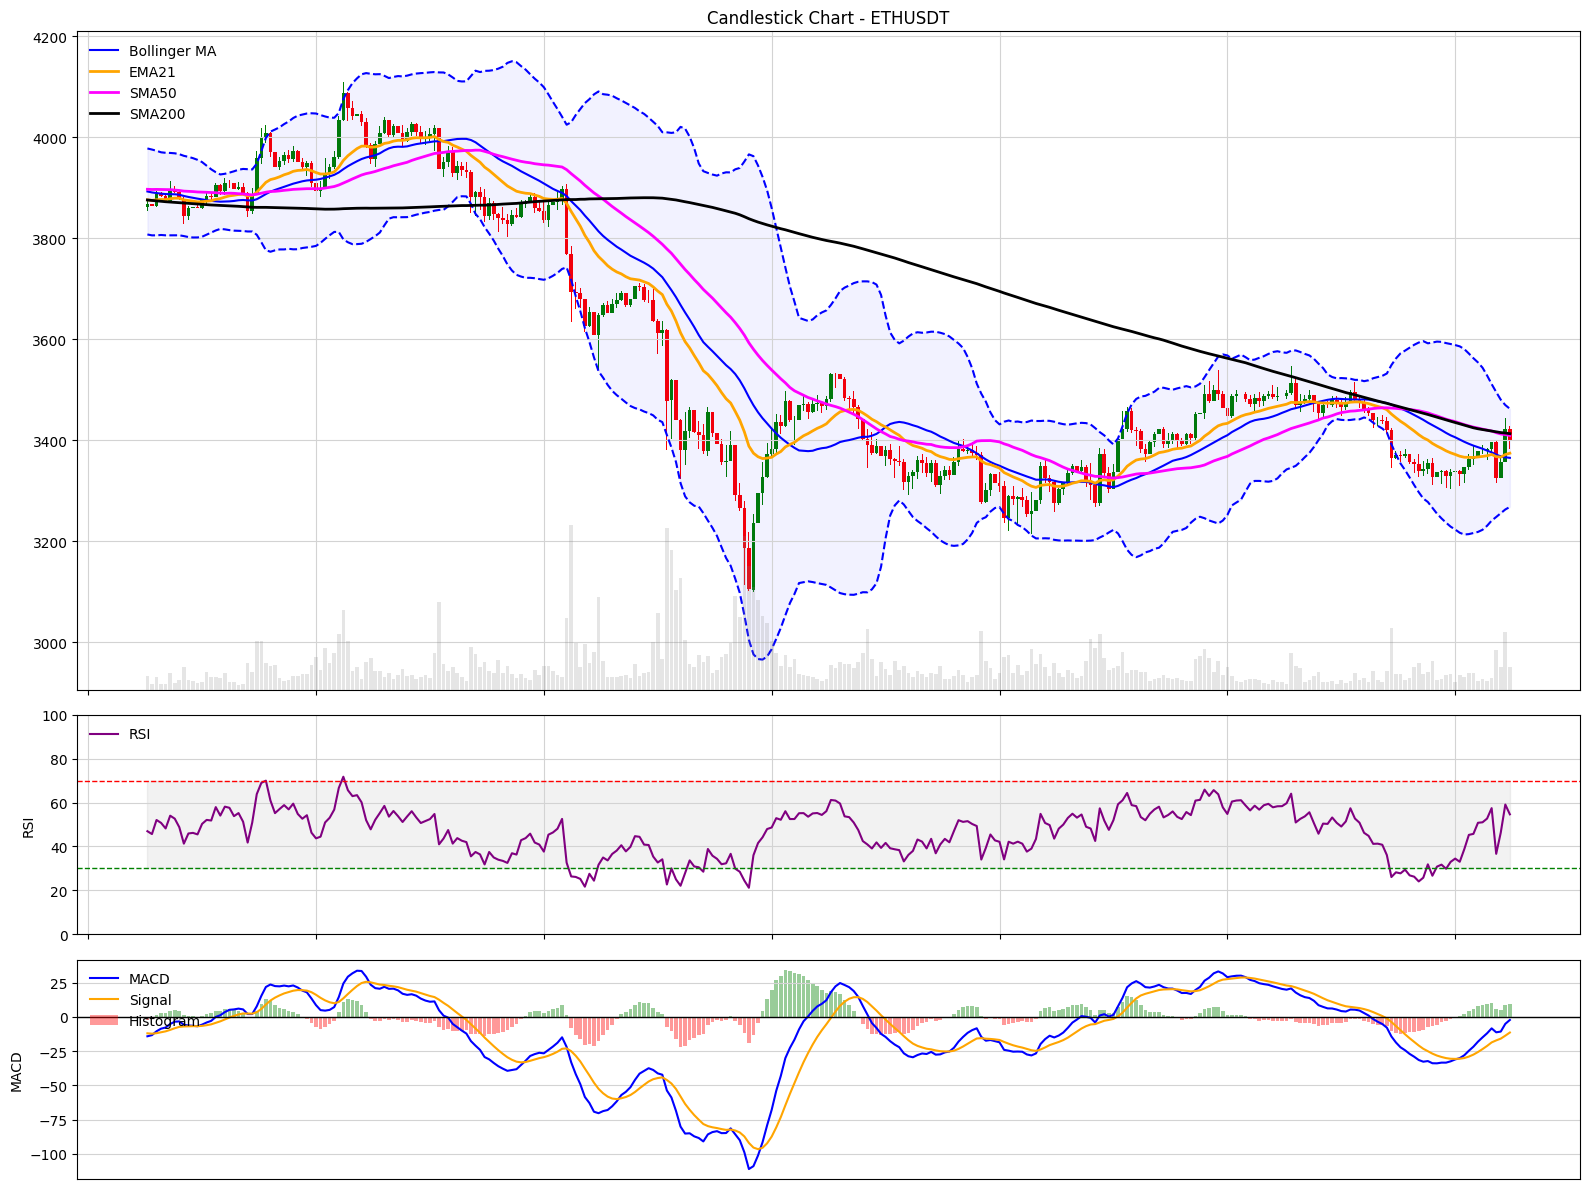 Candlestick Chart - ETHUSDT
4200
4000
3800
3600
3400
3200
3000
Bollinger MA
EMA21
SMA50
SMA200
100
80
60
40
20
0
RSI
RSI
25
0
−25
−50
−75
−100
MACD
MACD
Signal
Histogram